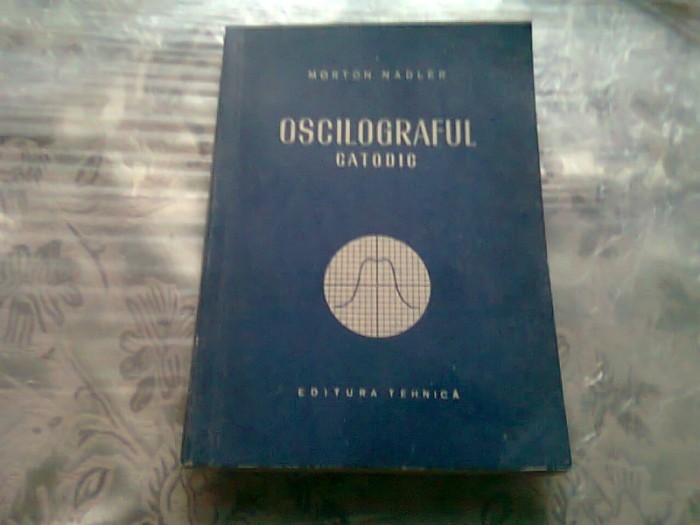 MORTON NADLER
OSCILOGRAFUL
CATODIC
EDITURA TEHNICĂ